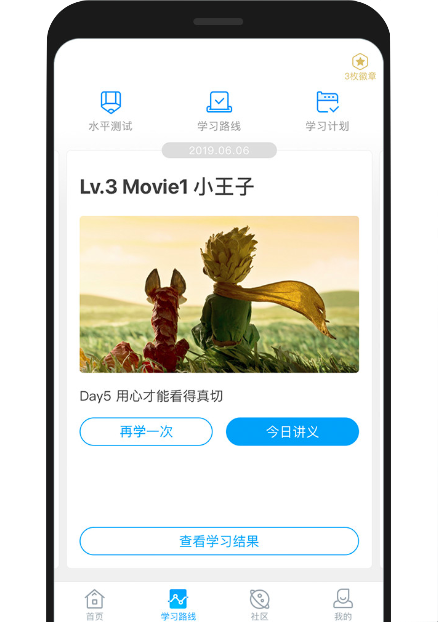 3枚徽章
水平测试
学习路线
学习计划
2019.06.06
Lv.3 Movie1 小王子
Day5 用心才能看得真切
再学一次
今日讲义
查看学习结果
首页
学习路线
社区
我的